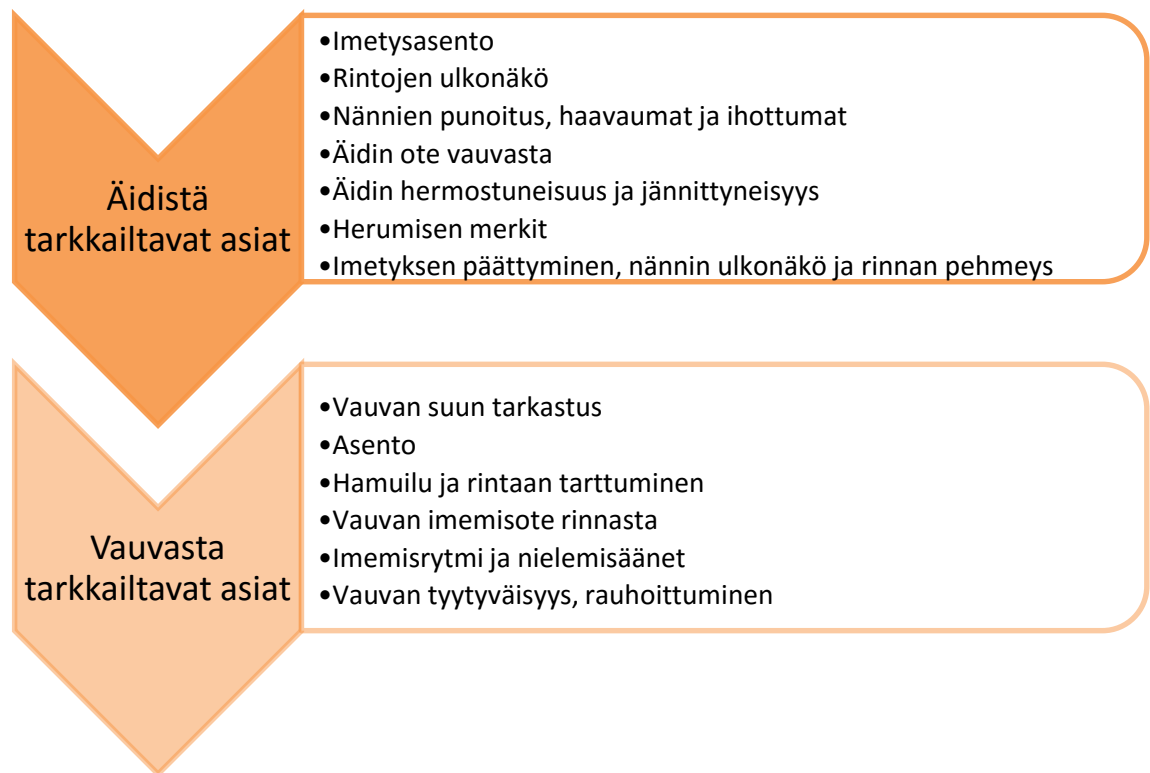 Äidistä
tarkkailtavat asiat
•Imetysasento
•Rintojen ulkonäkö
•Nännien punoitus, haavaumat ja ihottumat
•Äidin ote vauvasta
•Äidin hermostuneisuus ja jännittyneisyys
•Herumisen merkit
•Imetyksen päättyminen, nännin ulkonäkö ja rinnan pehmeys
Vauvasta
tarkkailtavat asiat
•Vauvan suun tarkastus
•Asento
•Hamuilu ja rintaan tarttuminen
•Vauvan imemisote rinnasta
•Imemisrytmi ja nielemisäänet
•Vauvan tyytyväisyys, rauhoittuminen